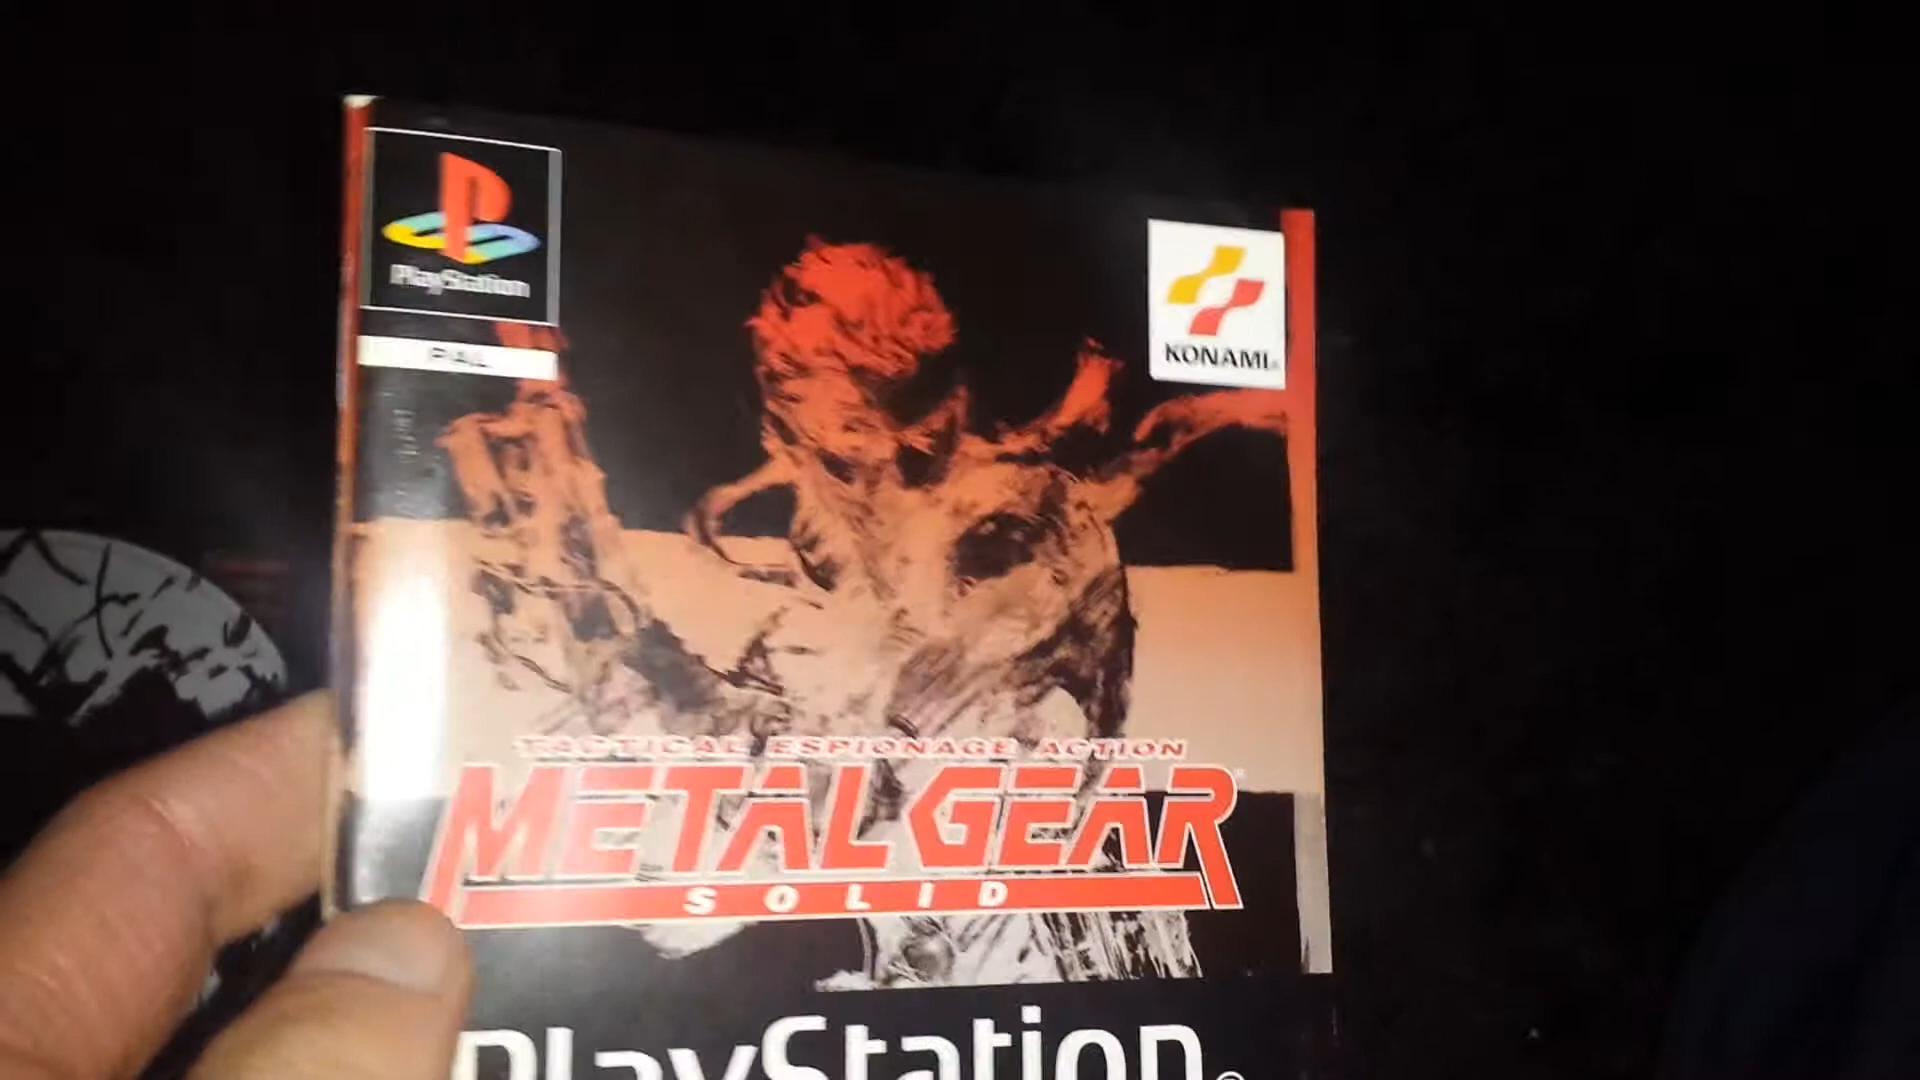 PlayStation
PAL
KONAMI
TACTICAL ESPIONAGE ACTION
METAL GEAR
SOLID
PlayStation